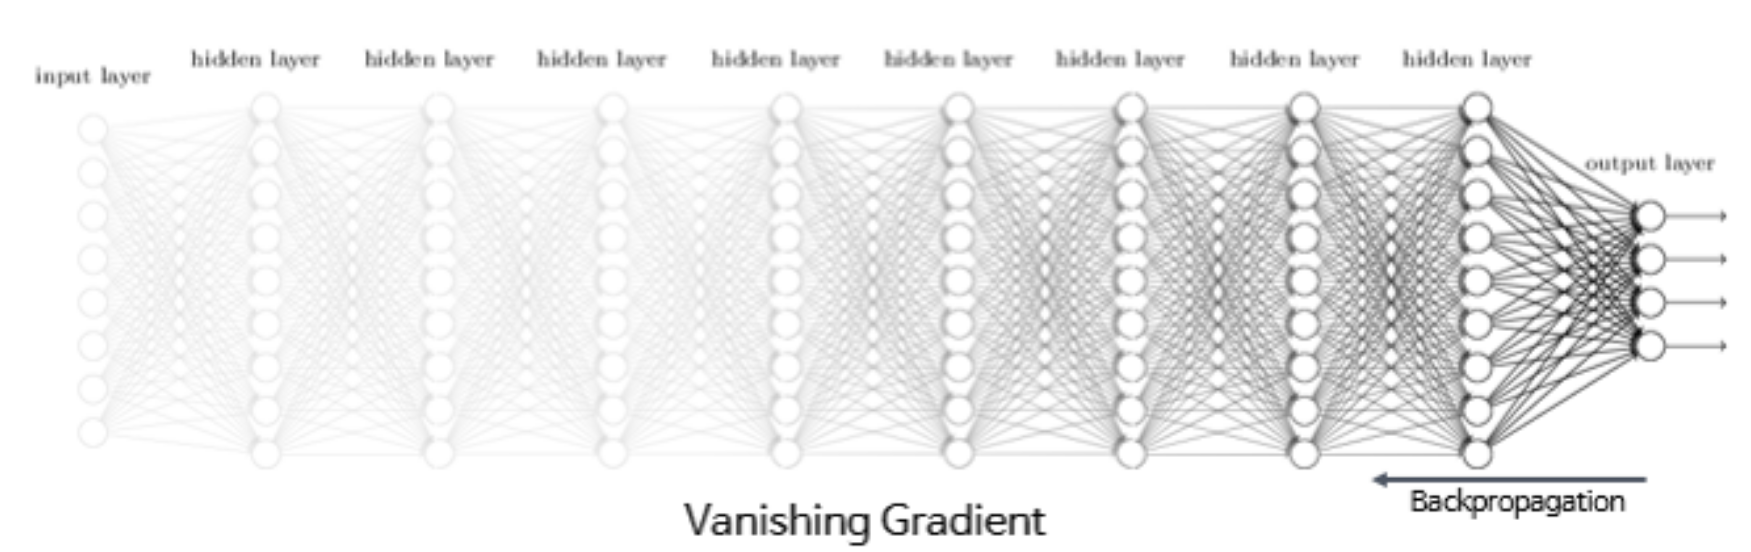 input layer
hidden layer
hidden layer
hidden layer
hidden layer
hidden layer
hidden layer
hidden layer
hidden layer
output layer
Backpropagation
Vanishing Gradient